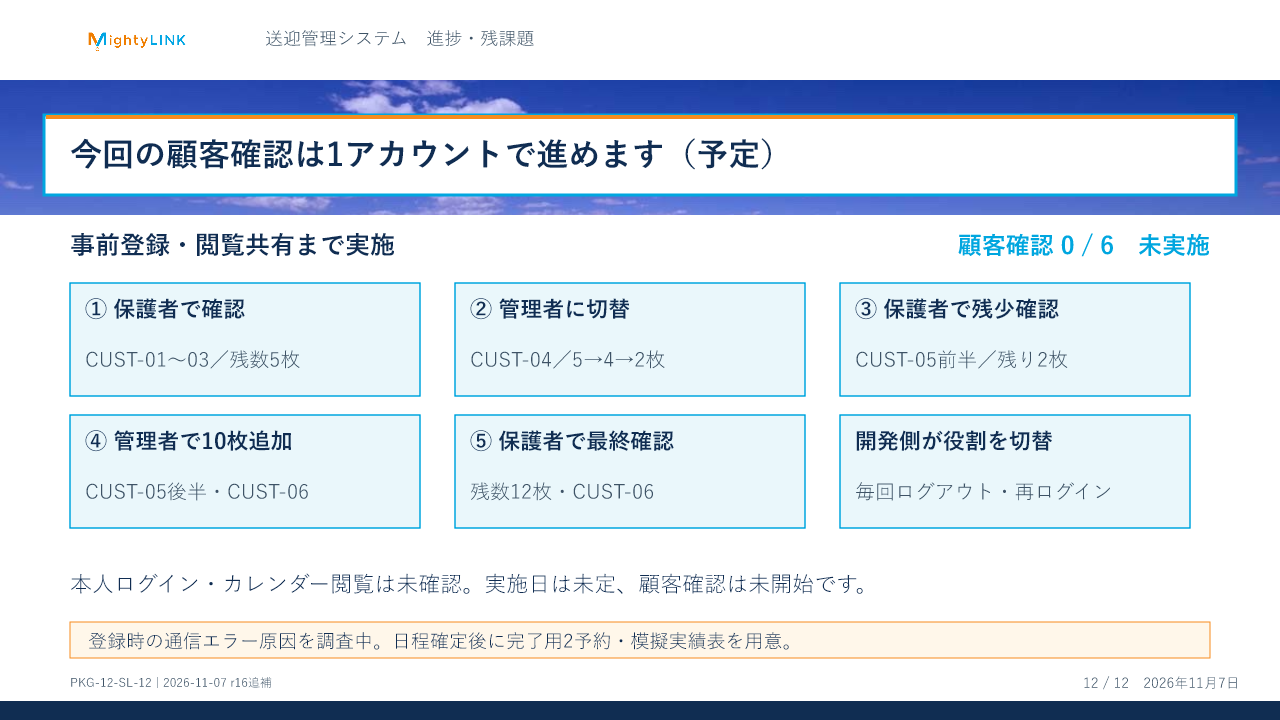 MightyLINK
送迎管理システム　進捗・残課題
今回の顧客確認は1アカウントで進めます（予定）
事前登録・閲覧共有まで実施
顧客確認 0 / 6　未実施
① 保護者で確認
CUST-01～03／残数5枚
② 管理者に切替
CUST-04／5→4→2枚
③ 保護者で残少確認
CUST-05前半／残り2枚
④ 管理者で10枚追加
CUST-05後半・CUST-06
⑤ 保護者で最終確認
残数12枚・CUST-06
開発側が役割を切替
毎回ログアウト・再ログイン
本人ログイン・カレンダー閲覧は未確認。実施日は未定、顧客確認は未開始です。
登録時の通信エラー原因を調査中。日程確定後に完了用2予約・模擬実績表を用意。
PKG-12-SL-12 | 2026-11-07 r16追補
12 / 12　2026年11月7日